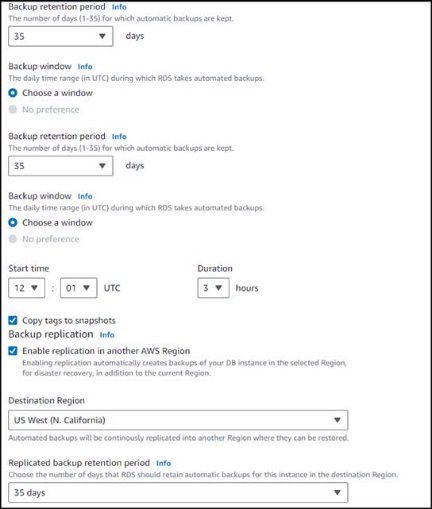 Backup retention period Info
The number of days (1-35) for which automatic backups are kept.
35 days
Backup window Info
The daily time range (in UTC) during which RDS takes automated backups.
Choose a window
No preference
Backup retention period Info
The number of days (1-35) for which automatic backups are kept.
35 days
Backup window Info
The daily time range (in UTC) during which RDS takes automated backups.
Choose a window
No preference
Start time Duration
12 : 01 UTC 3 hours
Copy tags to snapshots
Backup replication Info
Enable replication in another AWS Region
Enabling replication automatically creates backups of your DB instance in the selected Region,
for disaster recovery, in addition to the current Region.
Destination Region
US West (N. California)
Automated backups will be continously replicated into another Region where they can be restored.
Replicated backup retention period Info
Choose the number of days that RDS should retain automatic backups for this instance in the destination Region.
35 days